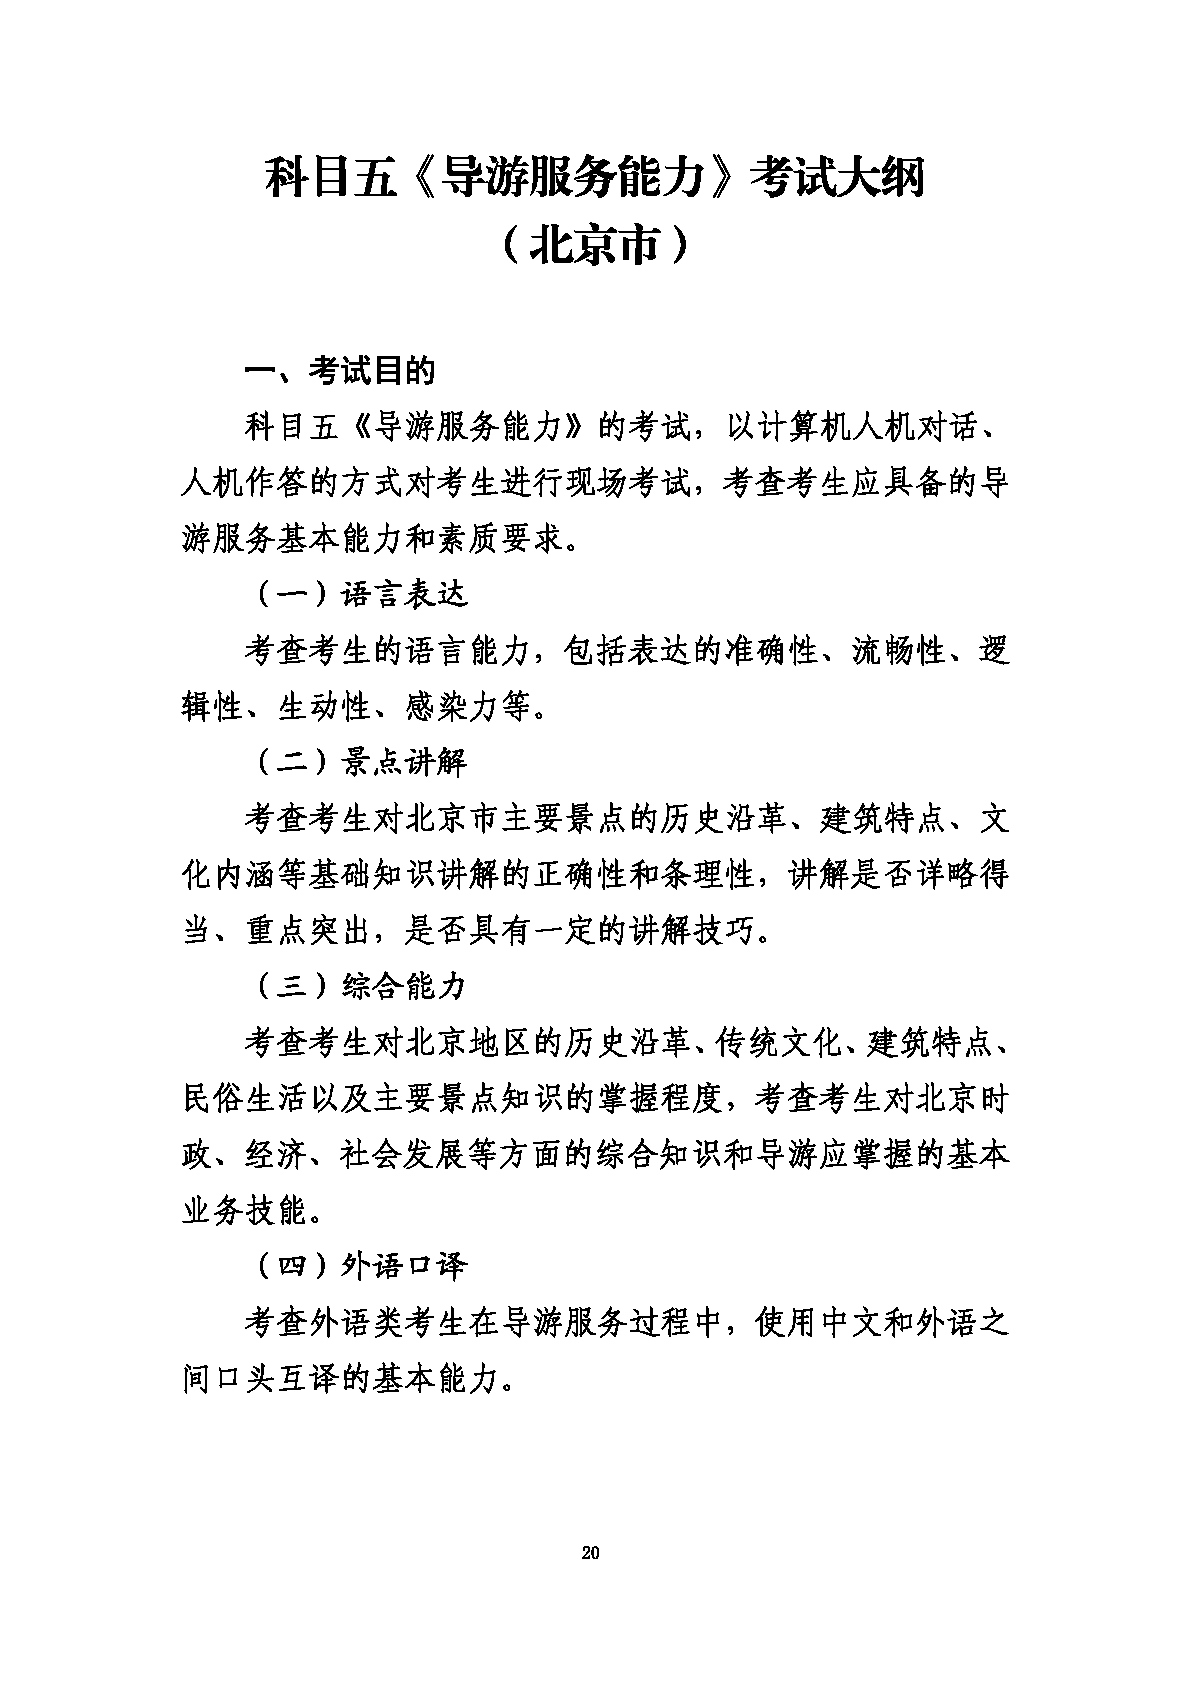 科目五《导游服务能力》考试大纲
（北京市）
一、考试目的
科目五《导游服务能力》的考试，以计算机人机对话、
人机作答的方式对考生进行现场考试，考查考生应具备的导
游服务基本能力和素质要求。
（一）语言表达
考查考生的语言能力，包括表达的准确性、流畅性、逻
辑性、生动性、感染力等。
（二）景点讲解
考查考生对北京市主要景点的历史沿革、建筑特点、文
化内涵等基础知识讲解的正确性和条理性，讲解是否详略得
当、重点突出，是否具有一定的讲解技巧。
（三）综合能力
考查考生对北京地区的历史沿革、传统文化、建筑特点、
民俗生活以及主要景点知识的掌握程度，考查考生对北京时
政、经济、社会发展等方面的综合知识和导游应掌握的基本
业务技能。
（四）外语口译
考查外语类考生在导游服务过程中，使用中文和外语之
间口头互译的基本能力。
20